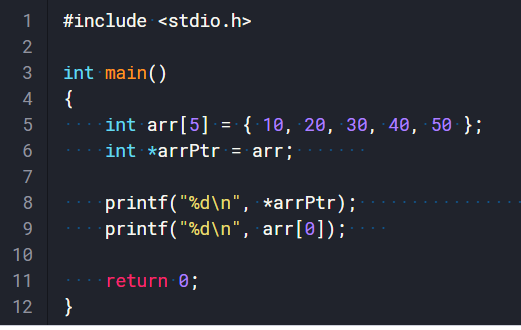 1 #include <stdio.h>
2
3 int main()
4 {
5     int arr[5] = { 10, 20, 30, 40, 50 };
6     int *arrPtr = arr;
7
8     printf("%d\n", *arrPtr);
9     printf("%d\n", arr[0]);
10
11     return 0;
12 }